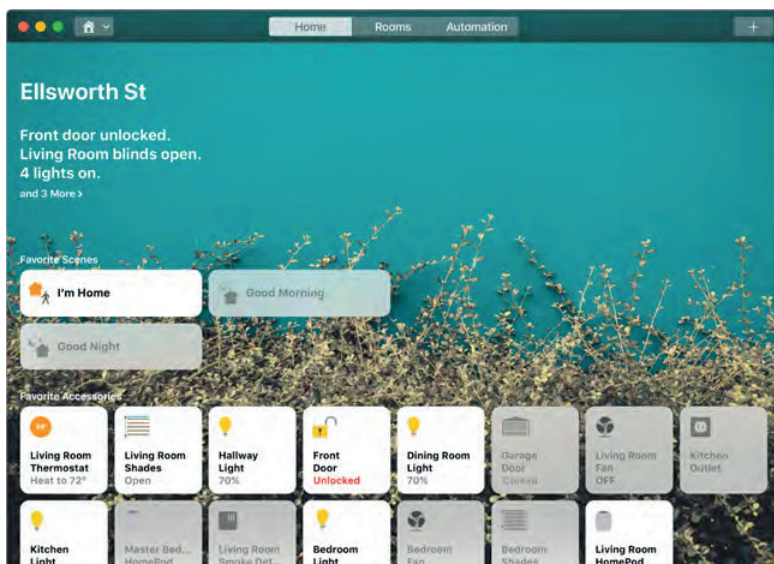 Home Rooms Automation
Ellsworth St
Front door unlocked.
Living Room blinds open.
4 lights on.
and 3 More >
Favorite Scenes
I'm Home Good Morning
Good Night
Favorite Accessories
Living Room Living Room Hallway Front Dining Room Garage Living Room Kitchen
Thermostat Shades Light Door Light Door Fan Outlet
Heat to 72° Open 70% Unlocked 70% Closed OFF
Kitchen Master Bed... Living Room Bedroom Bedroom Bedroom Living Room
Light HomePod Smoke Det... Light Fan Shades HomePod